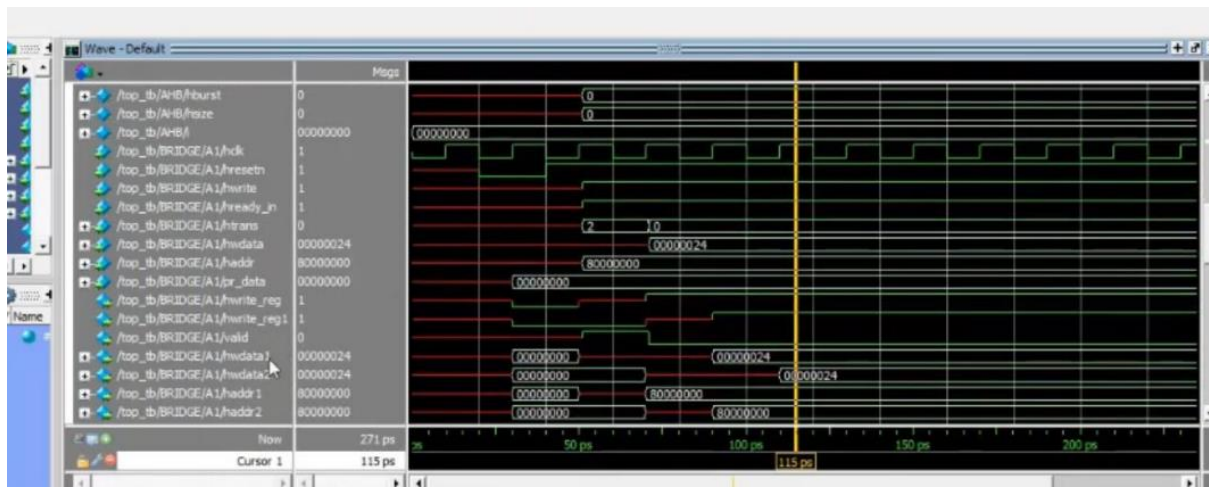 Wave - Default
Msgs
/top_tb/AHB/hburst 0 0
/top_tb/AHB/hsize 0 0
/top_tb/AHB/i 00000000 00000000
/top_tb/BRIDGE/A1/hclk 1
/top_tb/BRIDGE/A1/hresetn 1
/top_tb/BRIDGE/A1/hwrite 1
/top_tb/BRIDGE/A1/hready_in 1
/top_tb/BRIDGE/A1/htrans 0 2 0
/top_tb/BRIDGE/A1/hwdata 00000024 00000024
/top_tb/BRIDGE/A1/haddr 80000000 80000000
/top_tb/BRIDGE/A1/pr_data 00000000 00000000
/top_tb/BRIDGE/A1/hwrite_reg 1
Name /top_tb/BRIDGE/A1/hwrite_reg1 1
/top_tb/BRIDGE/A1/valid 0
/top_tb/BRIDGE/A1/hwdata1 00000024 00000000 00000024
/top_tb/BRIDGE/A1/hwdata2 00000024 00000000 00000024
/top_tb/BRIDGE/A1/haddr1 80000000 00000000 80000000
/top_tb/BRIDGE/A1/haddr2 80000000 00000000 80000000
Now 271 ps ps 50 ps 100 ps 150 ps 200 ps
Cursor 1 115 ps 115 ps